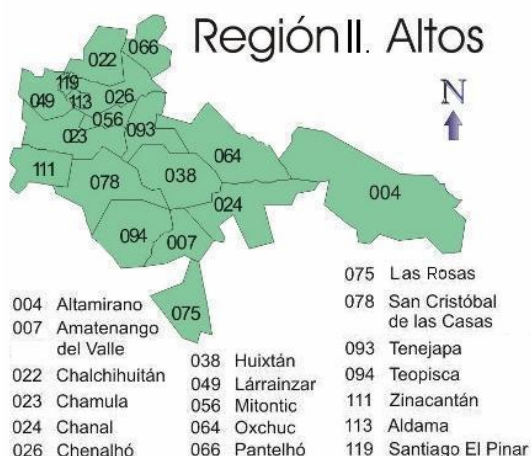 Región II. Altos
N
066
022
119
049
113
026
056
023
093
111
078
038
064
004
024
094
007
075
004 Altamirano
007 Amatenango
del Valle
022 Chalchihuitán
023 Chamula
024 Chanal
026 Chenalhó
038 Huixtán
049 Lárrainzar
056 Mitontic
064 Oxchuc
066 Pantelhó
075 Las Rosas
078 San Cristóbal
de las Casas
093 Tenejapa
094 Teopisca
111 Zinacantán
113 Aldama
119 Santiago El Pinar